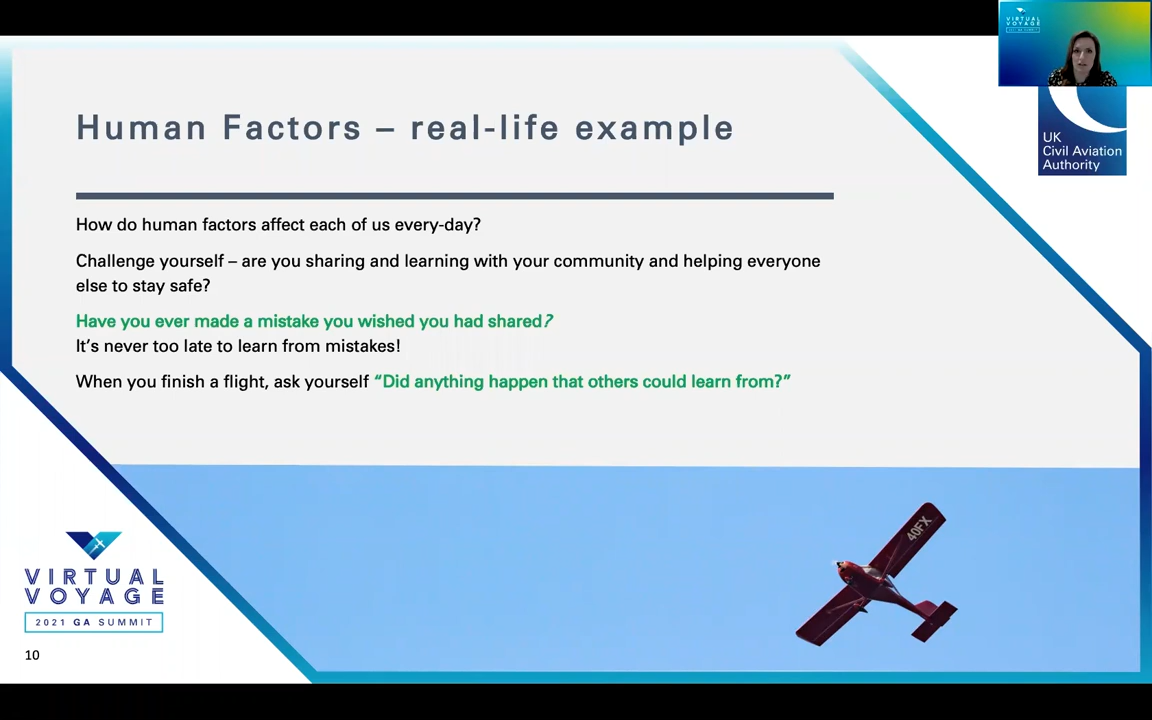 VIRTUAL
VOYAGE
Human Factors – real-life example
UK
Civil Aviation
Authority
How do human factors affect each of us every-day?
Challenge yourself – are you sharing and learning with your community and helping everyone
else to stay safe?
Have you ever made a mistake you wished you had shared?
It’s never too late to learn from mistakes!
When you finish a flight, ask yourself “Did anything happen that others could learn from?”
40FX
VIRTUAL
VOYAGE
2021 GA SUMMIT
10